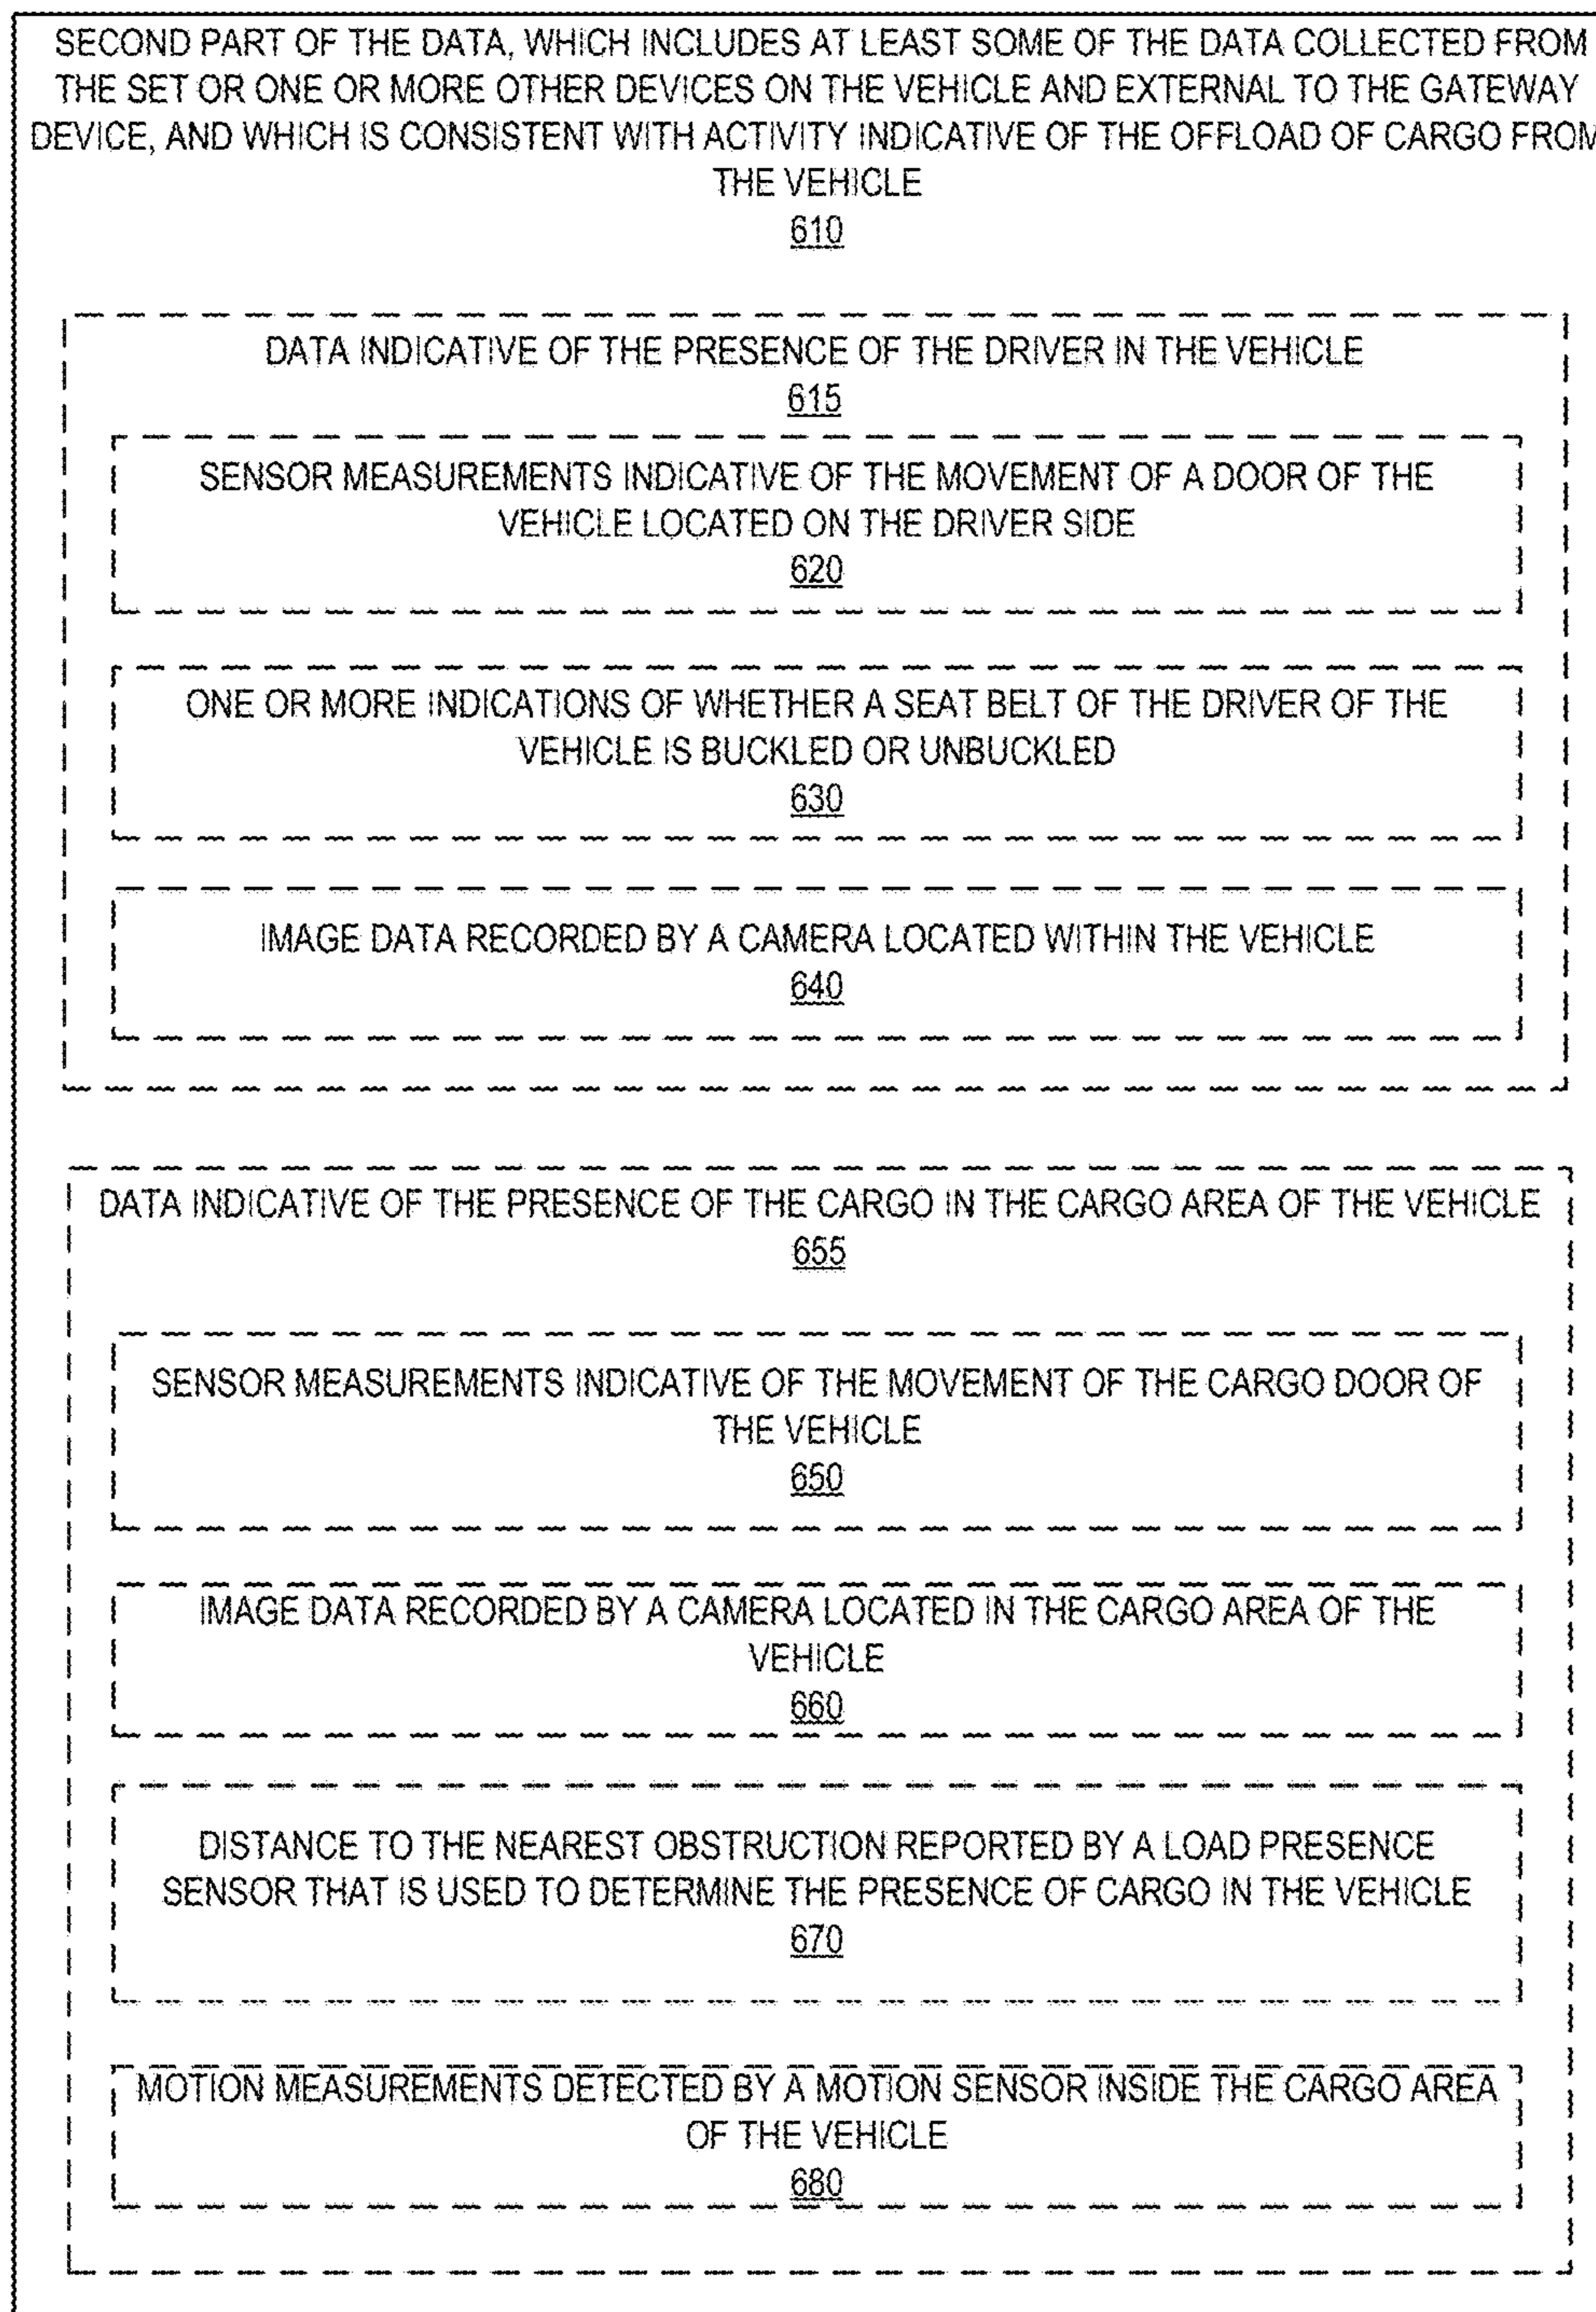 SECOND PART OF THE DATA, WHICH INCLUDES AT LEAST SOME OF THE DATA COLLECTED FROM
THE SET OR ONE OR MORE OTHER DEVICES ON THE VEHICLE AND EXTERNAL TO THE GATEWAY
DEVICE, AND WHICH IS CONSISTENT WITH ACTIVITY INDICATIVE OF THE OFFLOAD OF CARGO FROM
THE VEHICLE
610
DATA INDICATIVE OF THE PRESENCE OF THE DRIVER IN THE VEHICLE
615
SENSOR MEASUREMENTS INDICATIVE OF THE MOVEMENT OF A DOOR OF THE
VEHICLE LOCATED ON THE DRIVER SIDE
620
ONE OR MORE INDICATIONS OF WHETHER A SEAT BELT OF THE DRIVER OF THE
VEHICLE IS BUCKLED OR UNBUCKLED
630
IMAGE DATA RECORDED BY A CAMERA LOCATED WITHIN THE VEHICLE
640
DATA INDICATIVE OF THE PRESENCE OF THE CARGO IN THE CARGO AREA OF THE VEHICLE
655
SENSOR MEASUREMENTS INDICATIVE OF THE MOVEMENT OF THE CARGO DOOR OF
THE VEHICLE
650
IMAGE DATA RECORDED BY A CAMERA LOCATED IN THE CARGO AREA OF THE
VEHICLE
660
DISTANCE TO THE NEAREST OBSTRUCTION REPORTED BY A LOAD PRESENCE
SENSOR THAT IS USED TO DETERMINE THE PRESENCE OF CARGO IN THE VEHICLE
670
MOTION MEASUREMENTS DETECTED BY A MOTION SENSOR INSIDE THE CARGO AREA
OF THE VEHICLE
680